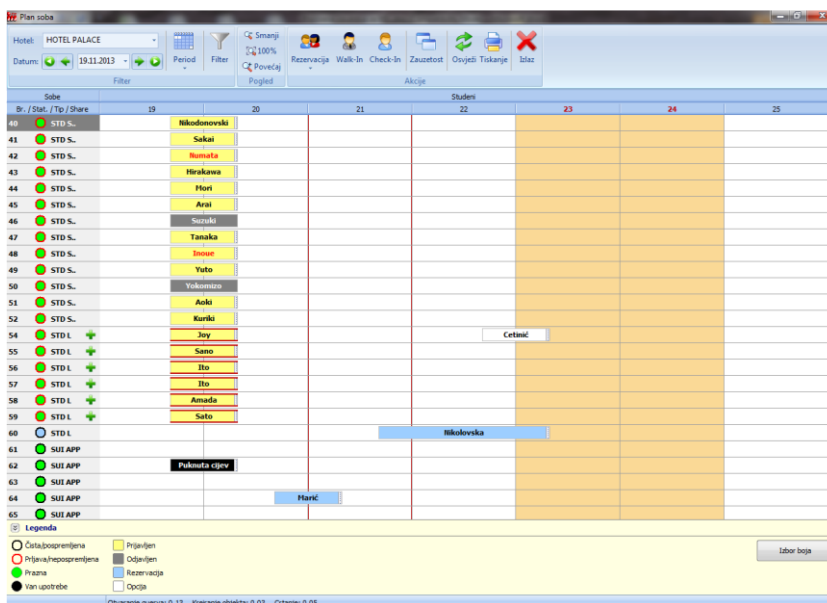 Plan soba
Hotel: HOTEL PALACE
Datum: 19.11.2013
Period
Filter
Smanji
100%
Povećaj
Rezervacija
Walk-In
Check-In
Zauzetost
Osvježi
Tiskanje
Izlaz
Filter
Pogled
Akcije
Sobe
Studeni
Br. / Stat. / Tip / Share
19 20 21 22 23 24 25
40 STD S.. Nikodonovski
41 STD S.. Sakai
42 STD S.. Numata
43 STD S.. Hirakawa
44 STD S.. Mori
45 STD S.. Arai
46 STD S.. Suzuki
47 STD S.. Tanaka
48 STD S.. Inoue
49 STD S.. Yuto
50 STD S.. Yokomizo
51 STD S.. Aoki
52 STD S.. Kuriki
54 STD L Joy Cetinić
55 STD L Sano
56 STD L Ito
57 STD L Ito
58 STD L Amada
59 STD L Sato
60 STD L Nikolovska
61 SUI APP
62 SUI APP Puknuta cijev
63 SUI APP
64 SUI APP Marić
65 SUI APP
Legenda
Čista/pospremljena Prijavljen
Prljava/nepospremljena Odjavljen
Prazna Rezervacija
Van upotrebe Opcija
Izbor boja